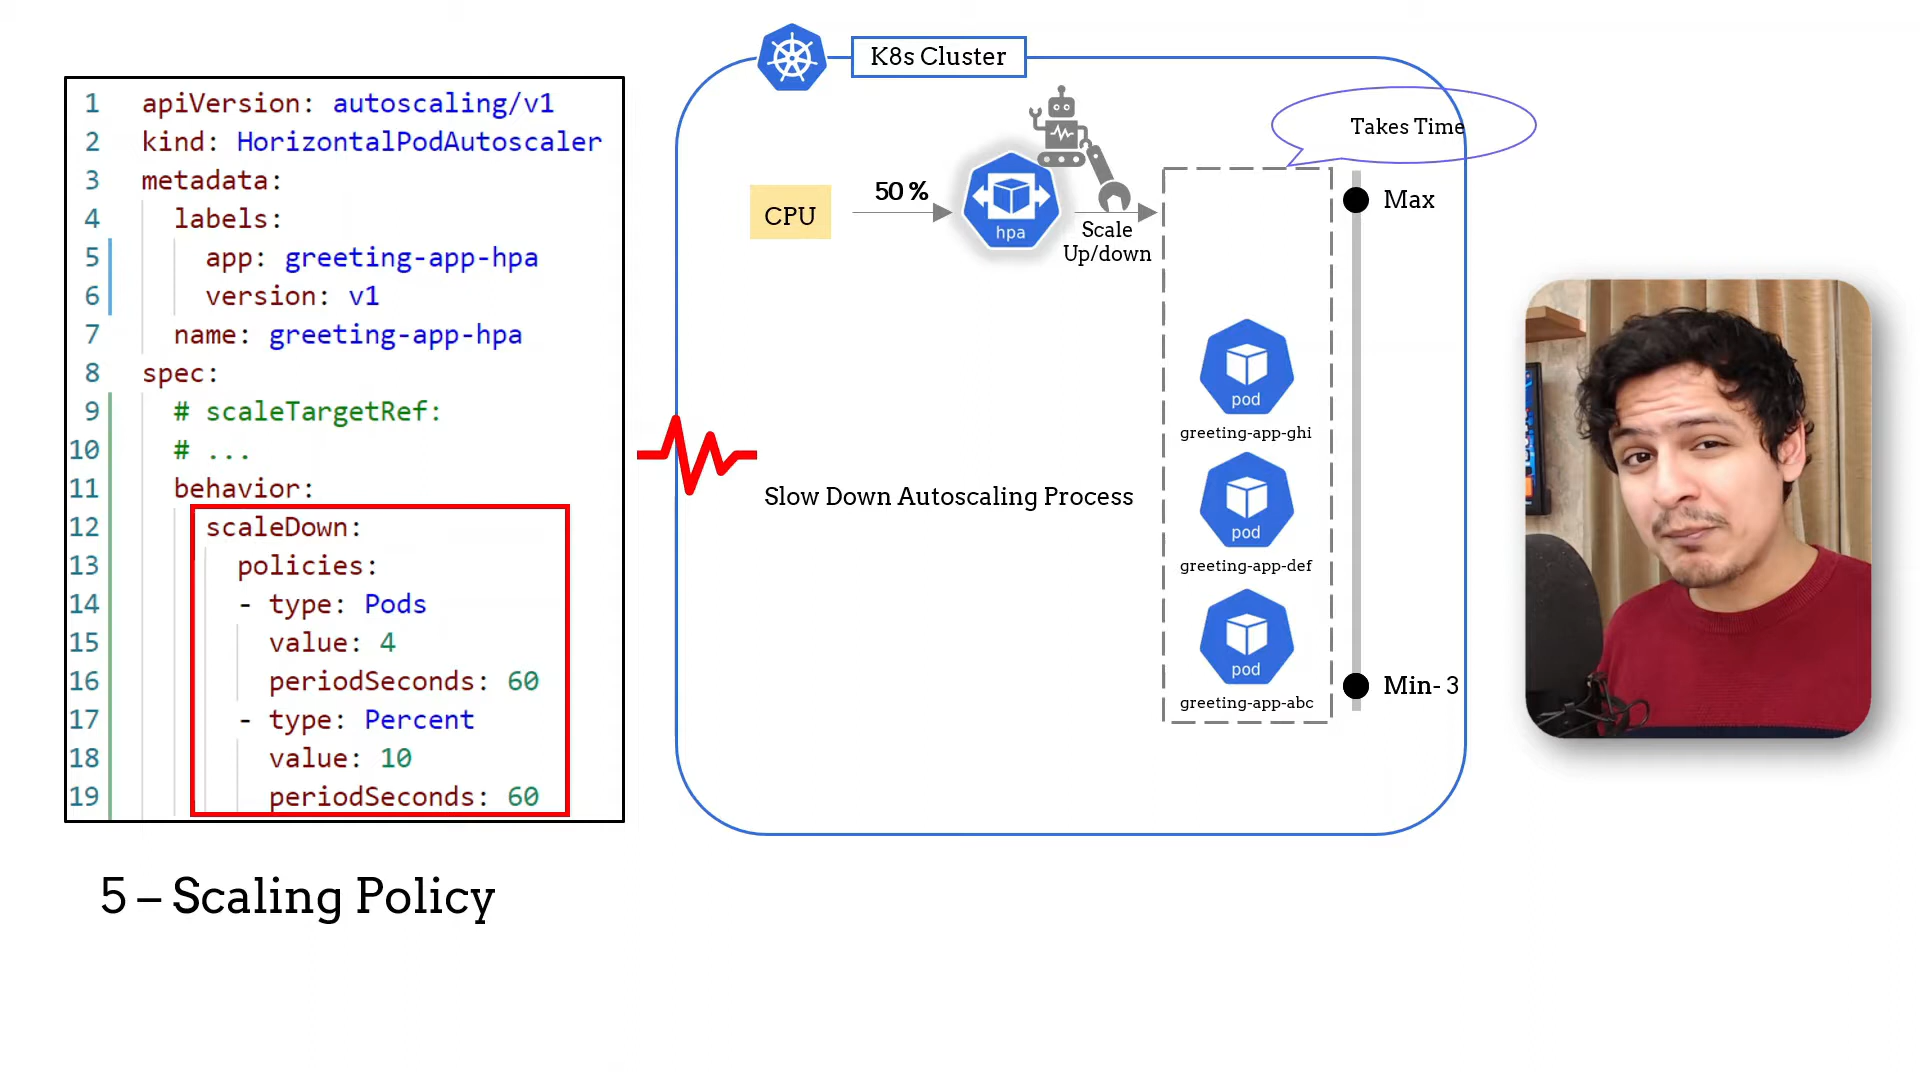 1 apiVersion: autoscaling/v1
2 kind: HorizontalPodAutoscaler
3 metadata:
4 labels:
5 app: greeting-app-hpa
6 version: v1
7 name: greeting-app-hpa
8 spec:
9 # scaleTargetRef:
10 # ...
11 behavior:
12 scaleDown:
13 policies:
14 - type: Pods
15 value: 4
16 periodSeconds: 60
17 - type: Percent
18 value: 10
19 periodSeconds: 60
5 – Scaling Policy
K8s Cluster
Takes Time
CPU
50 %
hpa
Scale
Up/down
Max
pod
greeting-app-ghi
Slow Down Autoscaling Process
pod
greeting-app-def
pod
greeting-app-abc
Min- 3